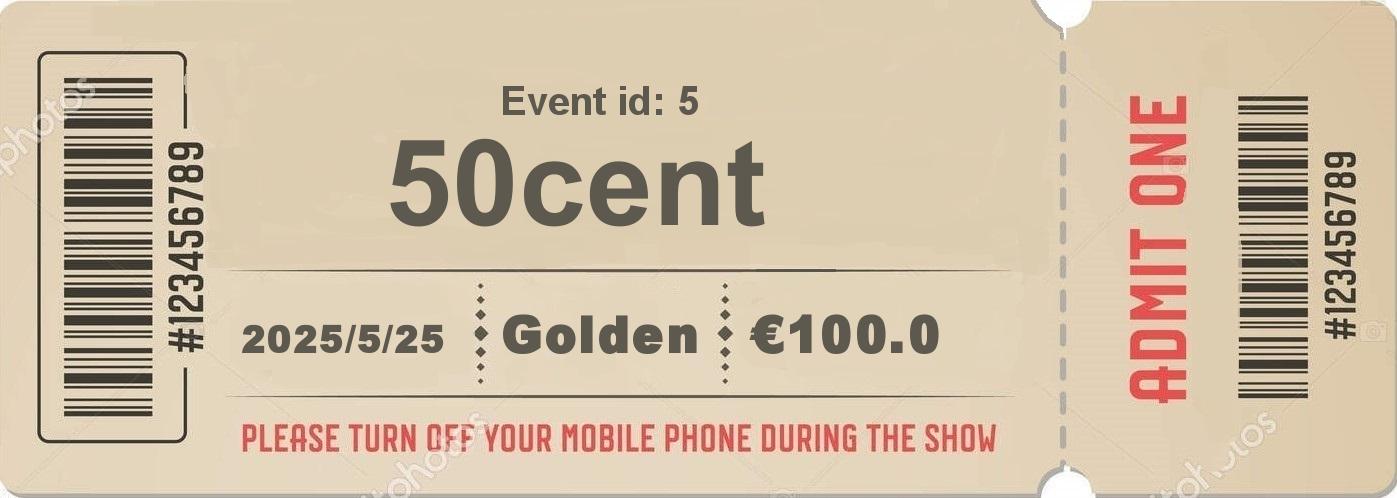 #123456789
Event id: 5
50cent
2025/5/25
Golden
€100.0
PLEASE TURN OFF YOUR MOBILE PHONE DURING THE SHOW
ADMIT ONE
#123456789